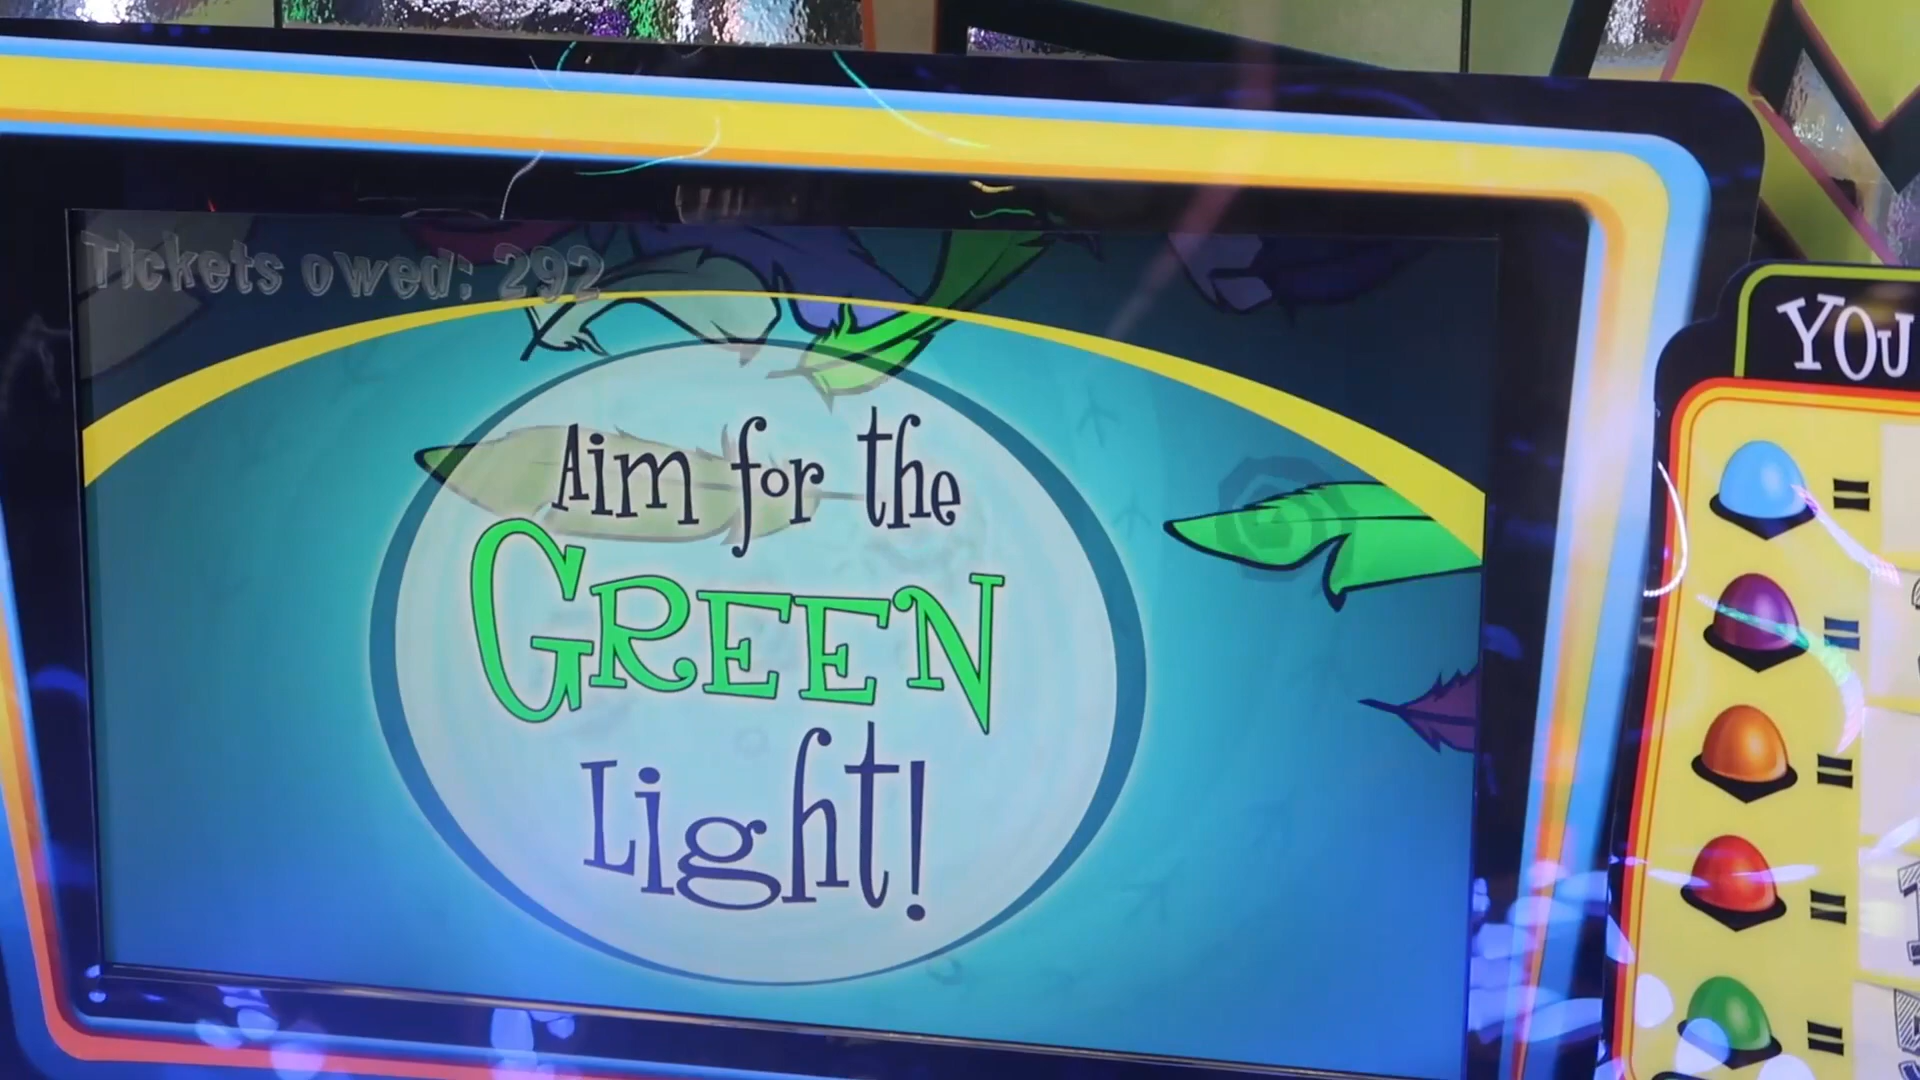 Tickets owed: 292
Aim for the
GREEN
Light!
YOU
=
=
=
=
=